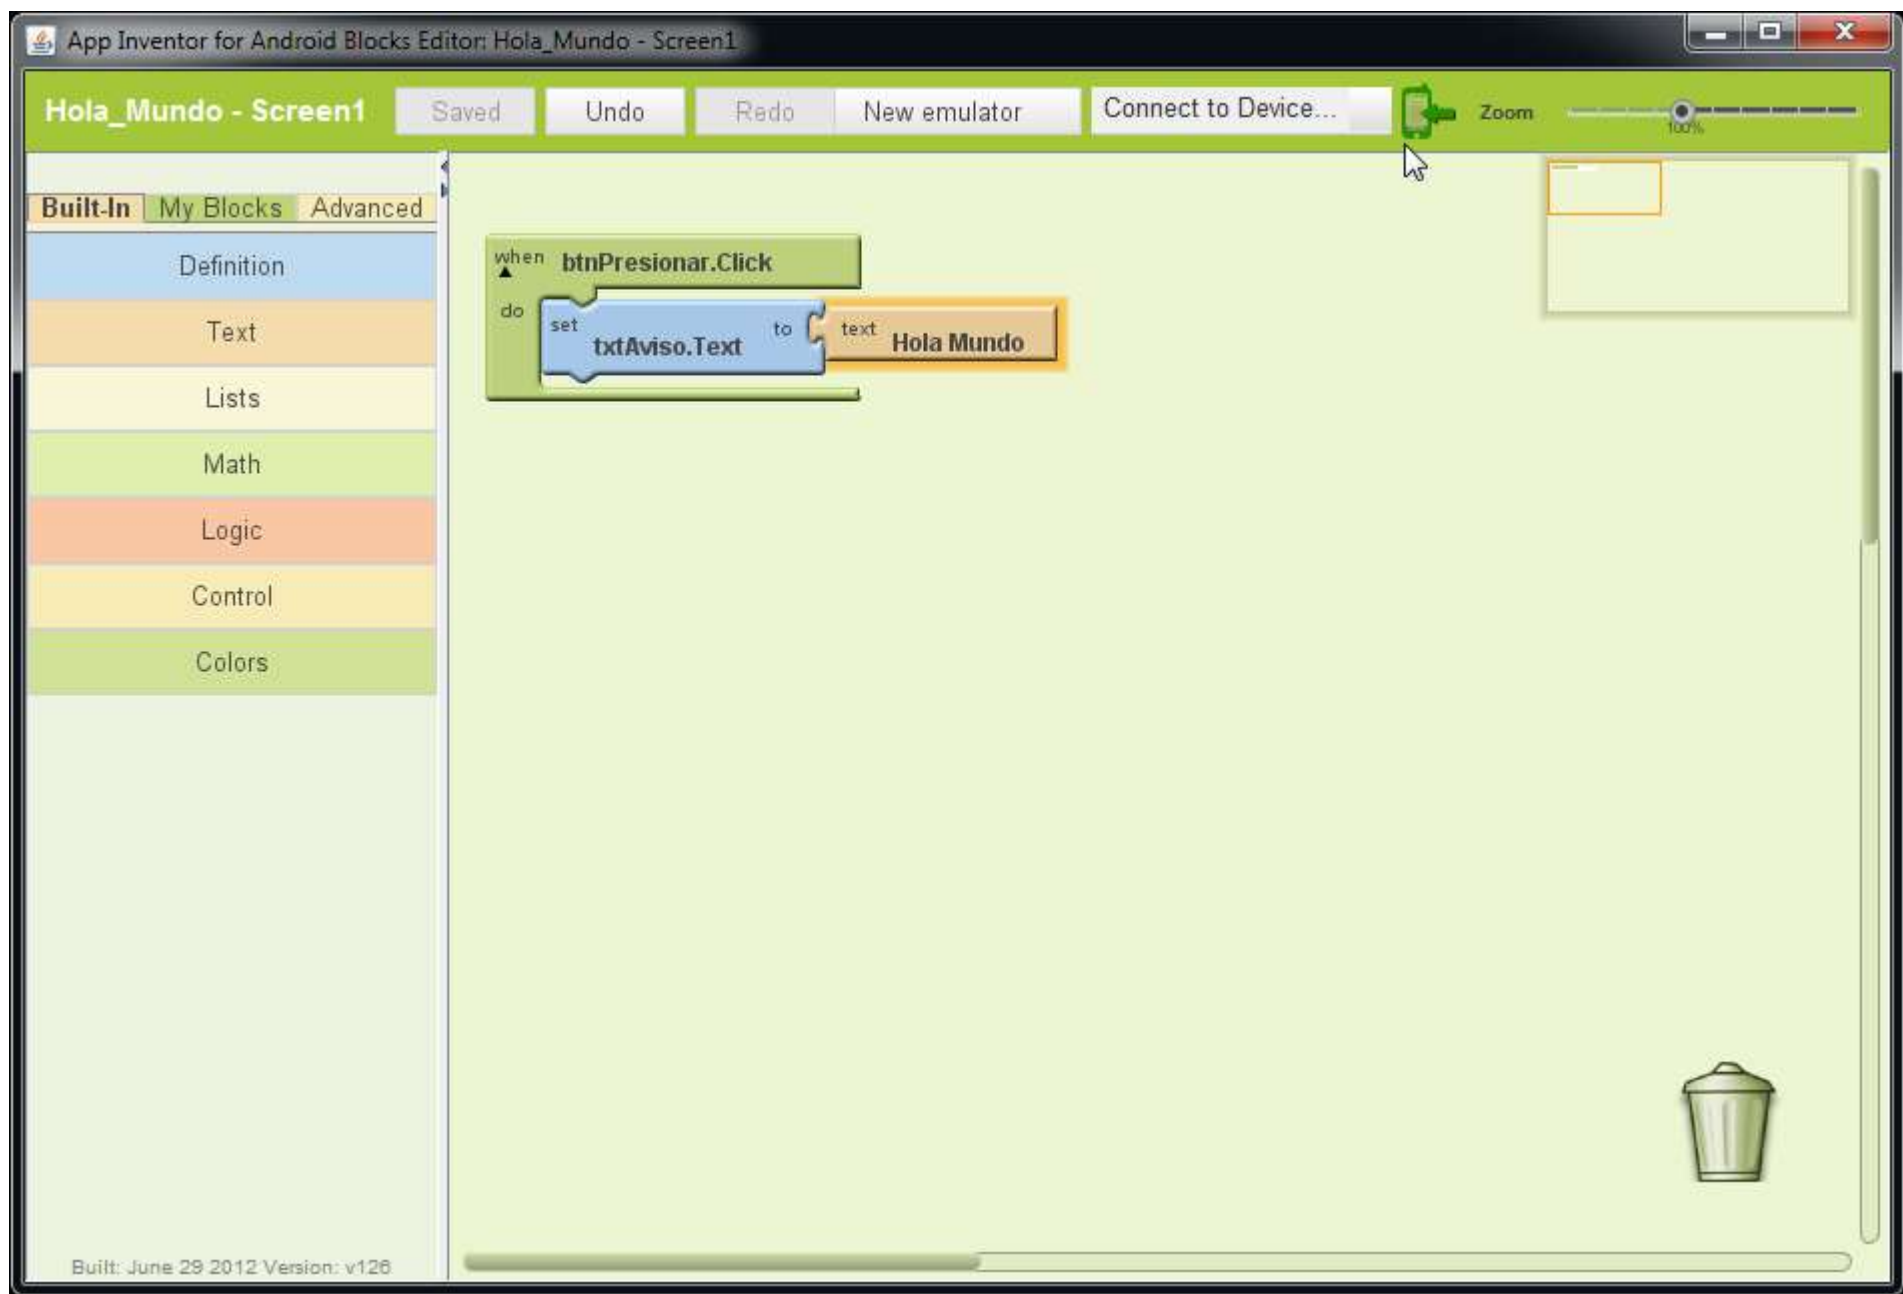 App Inventor for Android Blocks Editor: Hola_Mundo - Screen1
Hola_Mundo - Screen1 Saved Undo Redo New emulator Connect to Device... Zoom
100%
Built-In My Blocks Advanced
Definition
Text
Lists
Math
Logic
Control
Colors
when btnPresionar.Click
do set txtAviso.Text to text Hola Mundo
Built: June 29 2012 Version: v126